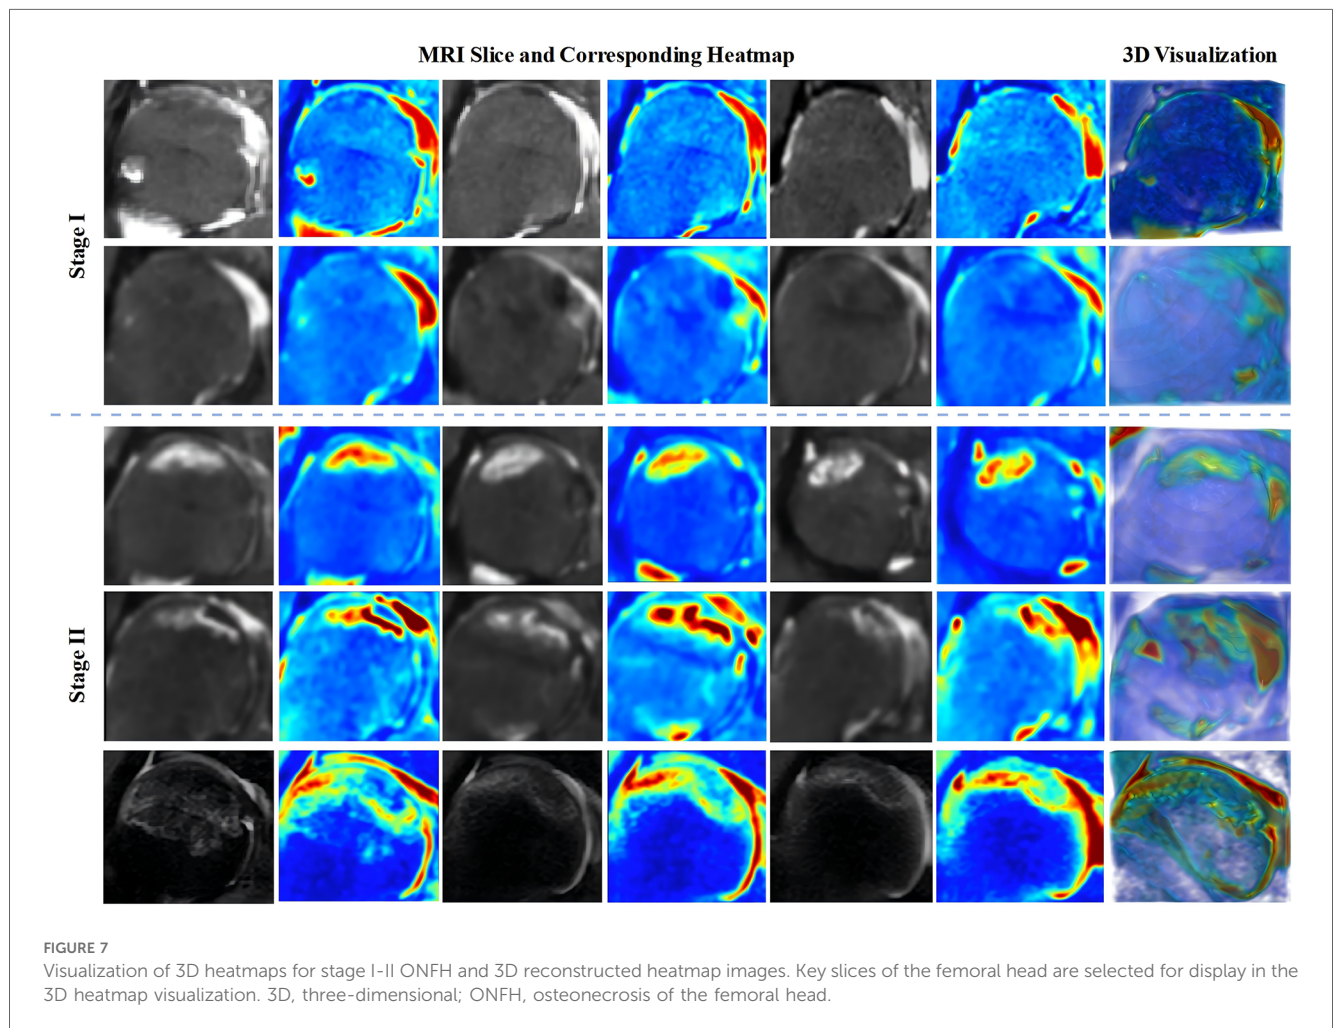 MRI Slice and Corresponding Heatmap
3D Visualization
Stage I
Stage II
FIGURE 7
Visualization of 3D heatmaps for stage I-II ONFH and 3D reconstructed heatmap images. Key slices of the femoral head are selected for display in the
3D heatmap visualization. 3D, three-dimensional; ONFH, osteonecrosis of the femoral head.